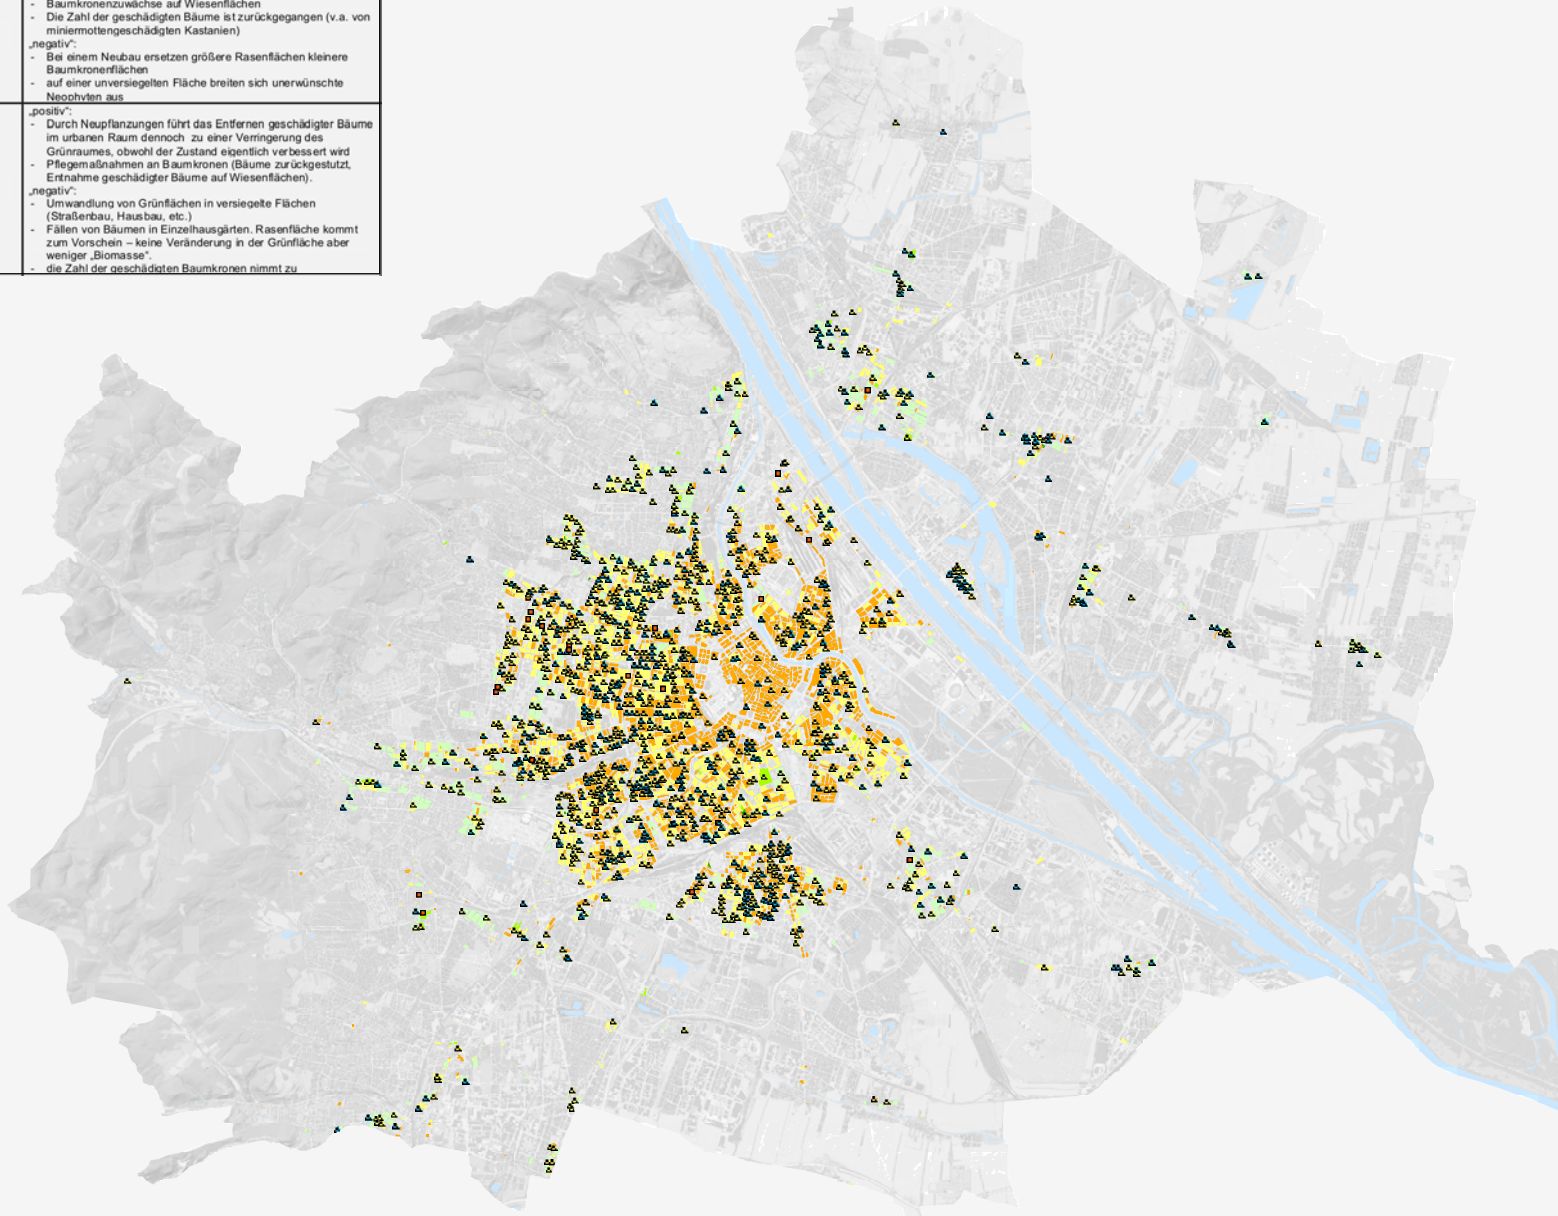 - Baumkronenzuwächse auf Wiesenflächen
- Die Zahl der geschädigten Bäume ist zurückgegangen (v.a. von
miniermottengeschädigten Kastanien)
„negativ“:
- Bei einem Neubau ersetzen größere Rasenflächen kleinere
Baumkronenflächen
- auf einer unversiegelten Fläche breiten sich unerwünschte
Neophyten aus
„positiv“:
- Durch Neupflanzungen führt das Entfernen geschädigter Bäume
im urbanen Raum dennoch zu einer Verringerung des
Grünraumes, obwohl der Zustand eigentlich verbessert wird
- Pflegemaßnahmen an Baumkronen (Bäume zurückgestutzt,
Entnahme geschädigter Bäume auf Wiesenflächen).
„negativ“:
- Umwandlung von Grünflächen in versiegelte Flächen
(Straßenbau, Hausbau, etc.)
- Fällen von Bäumen in Einzelhausgärten. Rasenfläche kommt
zum Vorschein – keine Veränderung in der Grünfläche aber
weniger „Biomasse“.
- die Zahl der geschädigten Baumkronen nimmt zu